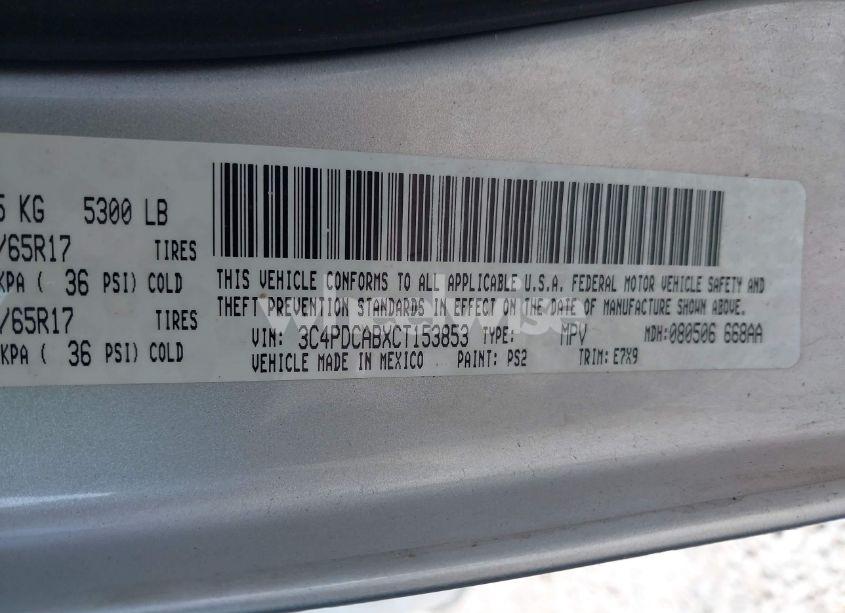 5 KG 5300 LB
/65R17 TIRES
KPA ( 36 PSI) COLD
/65R17 TIRES
KPA ( 36 PSI) COLD
THIS VEHICLE CONFORMS TO ALL APPLICABLE U.S.A. FEDERAL MOTOR VEHICLE SAFETY AND
THEFT PREVENTION STANDARDS IN EFFECT ON THE DATE OF MANUFACTURE SHOWN ABOVE.
VIN: 3C4PDCABXCT153853 TYPE: MPV MDH:080506 668AA
VEHICLE MADE IN MEXICO PAINT: PS2 TRIM: E7X9